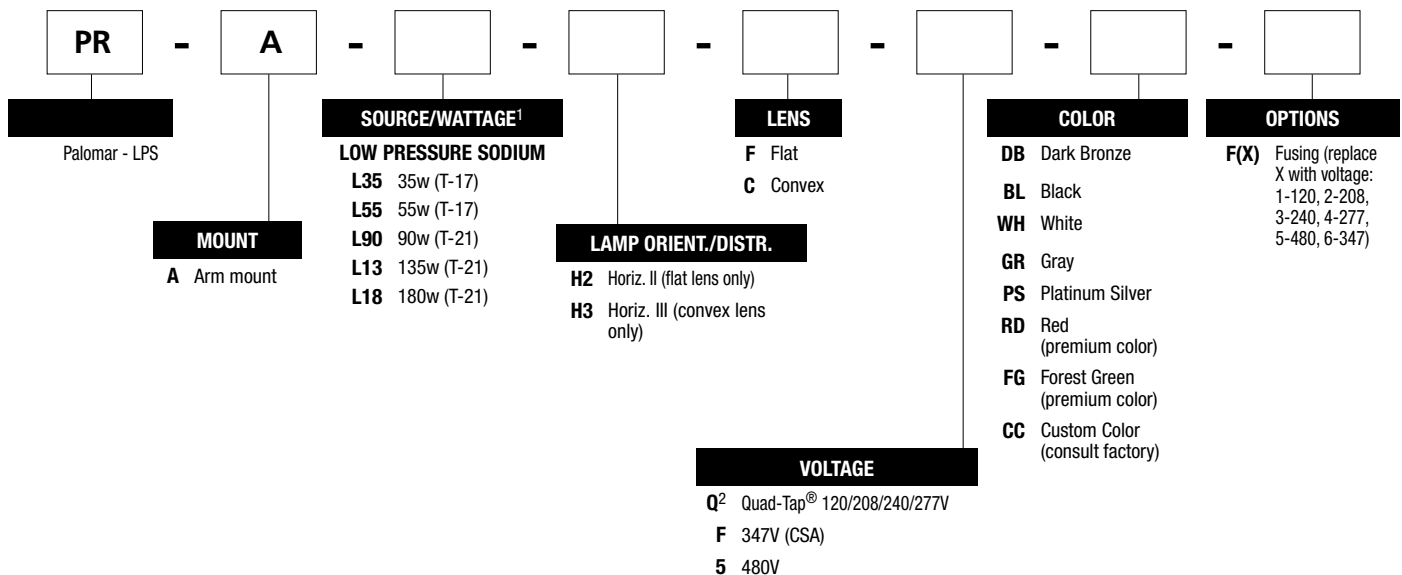 PR - A - - - - - -
Palomar - LPS
MOUNT
A Arm mount
SOURCE/WATTAGE1
LOW PRESSURE SODIUM
L35 35w (T-17)
L55 55w (T-17)
L90 90w (T-21)
L13 135w (T-21)
L18 180w (T-21)
LAMP ORIENT./DISTR.
H2 Horiz. II (flat lens only)
H3 Horiz. III (convex lens
only)
LENS
F Flat
C Convex
VOLTAGE
Q2 Quad-Tap® 120/208/240/277V
F 347V (CSA)
5 480V
COLOR
DB Dark Bronze
BL Black
WH White
GR Gray
PS Platinum Silver
RD Red
(premium color)
FG Forest Green
(premium color)
CC Custom Color
(consult factory)
OPTIONS
F(X) Fusing (replace
X with voltage:
1-120, 2-208,
3-240, 4-277,
5-480, 6-347)